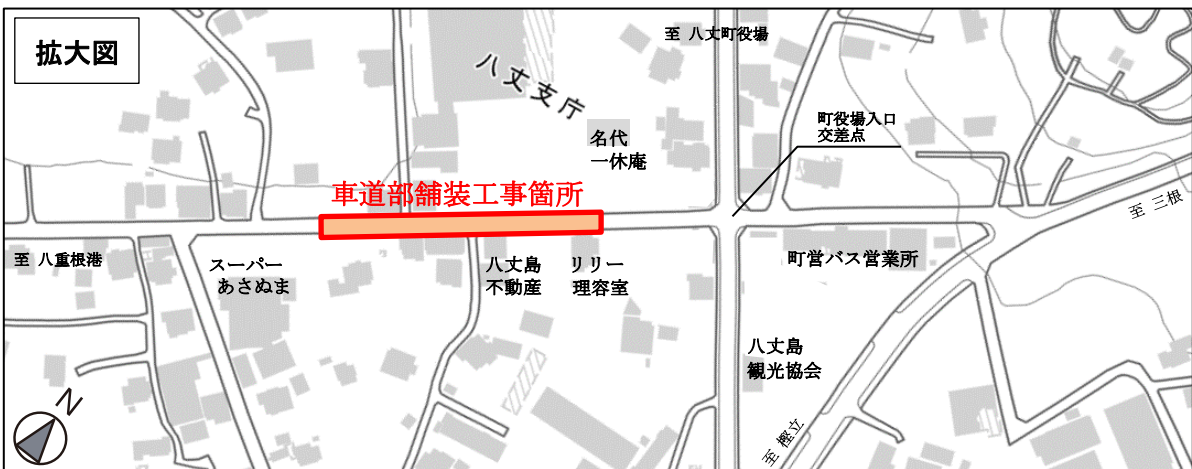 拡大図
至 八丈町役場
八丈支庁
名代
一休庵
町役場入口
交差点
車道部舗装工事箇所
至 三根
至 八重根港
スーパー
あさぬま
八丈島
不動産
リリー
理容室
町営バス営業所
八丈島
観光協会
至 樫立
N